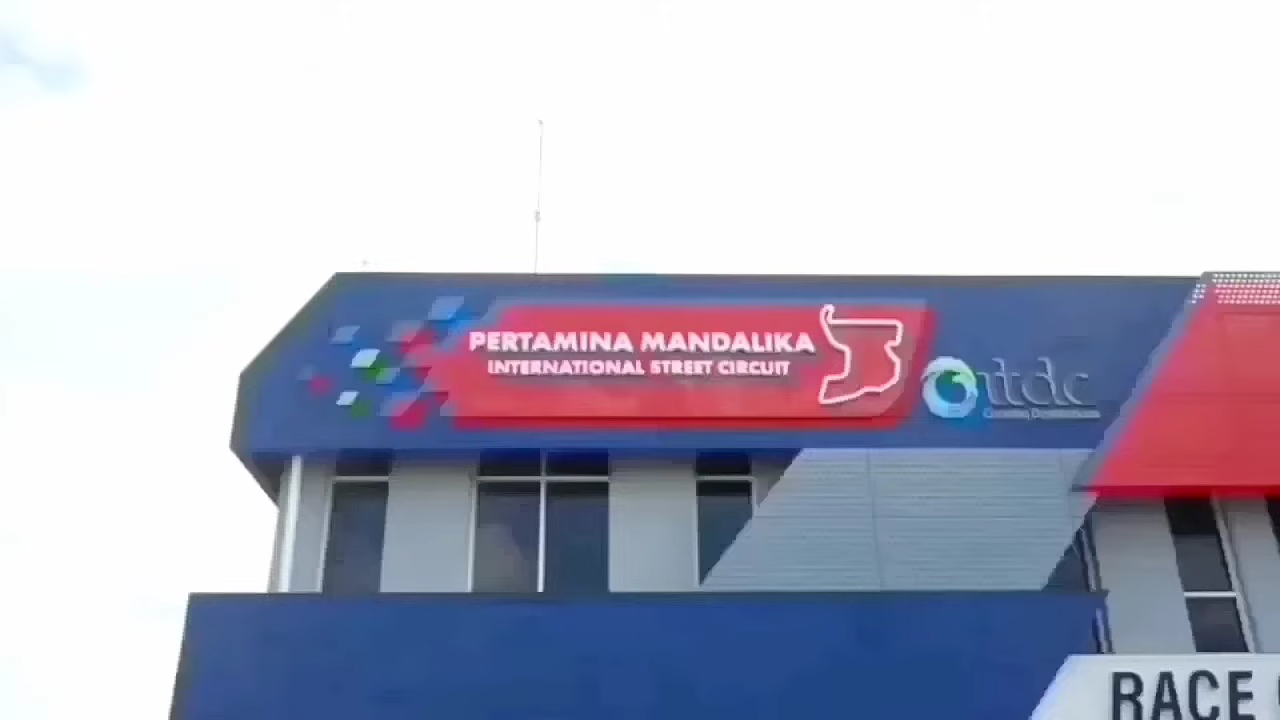 PERTAMINA MANDALIKA
INTERNATIONAL STREET CIRCUIT
itdc
RACE